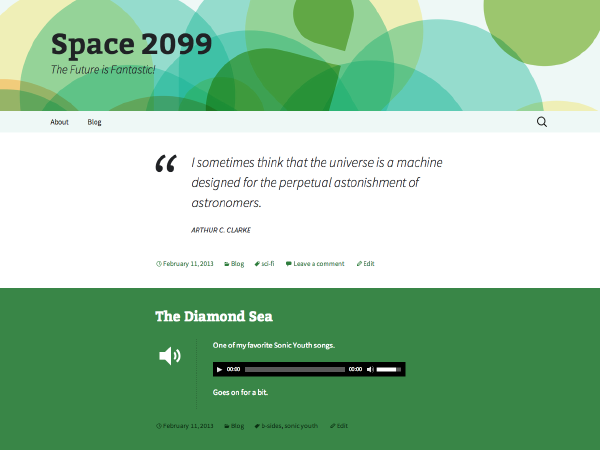 Space 2099
The Future is Fantastic!
About Blog
“ I sometimes think that the universe is a machine
designed for the perpetual astonishment of
astronomers.
ARTHUR C. CLARKE
February 11, 2013 Blog sci-fi Leave a comment Edit
The Diamond Sea
One of my favorite Sonic Youth songs.
00:00 00:00
Goes on for a bit.
February 11, 2013 Blog b-sides, sonic youth Edit